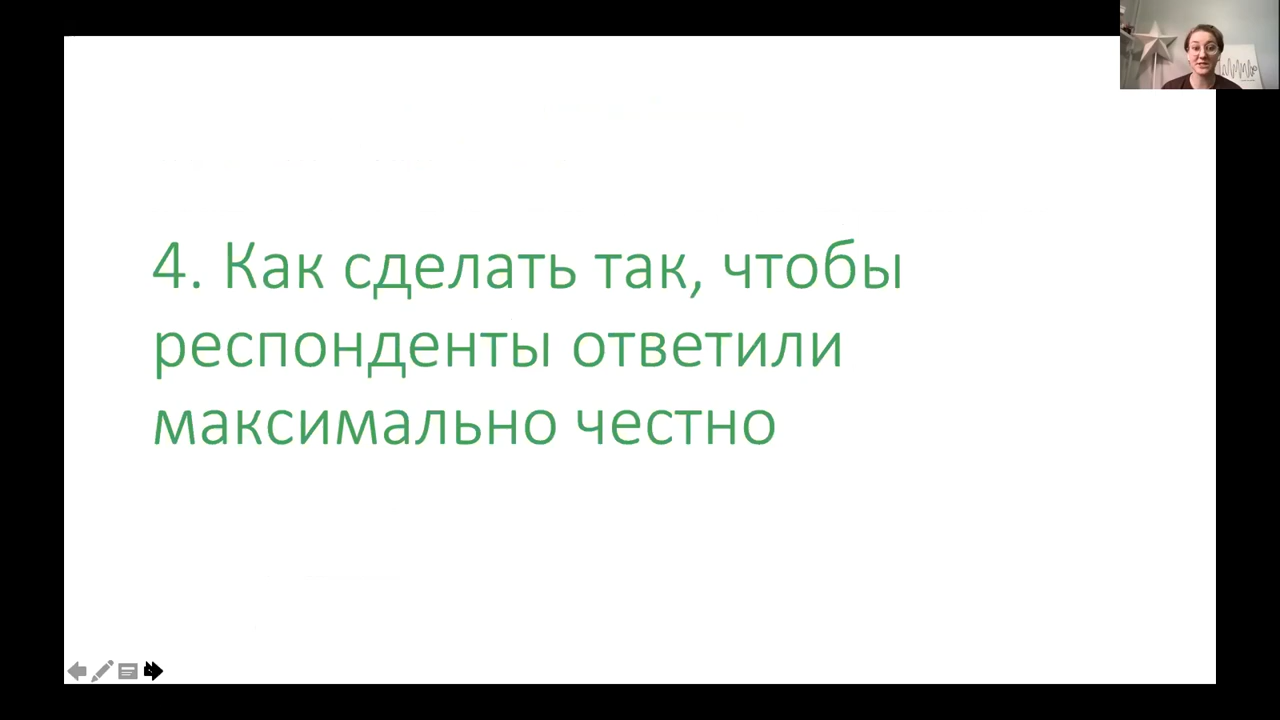 4. Как сделать так, чтобы
респонденты ответили
максимально честно